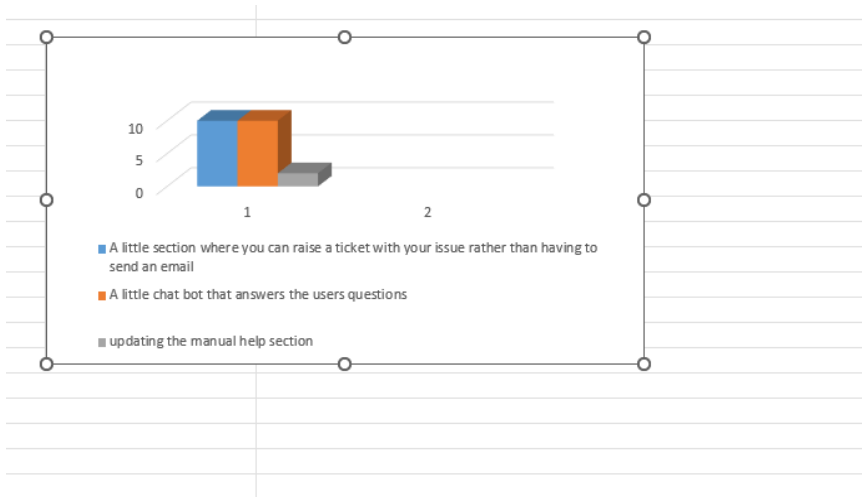 10
5
0
1 2
A little section where you can raise a ticket with your issue rather than having to
send an email
A little chat bot that answers the users questions
updating the manual help section